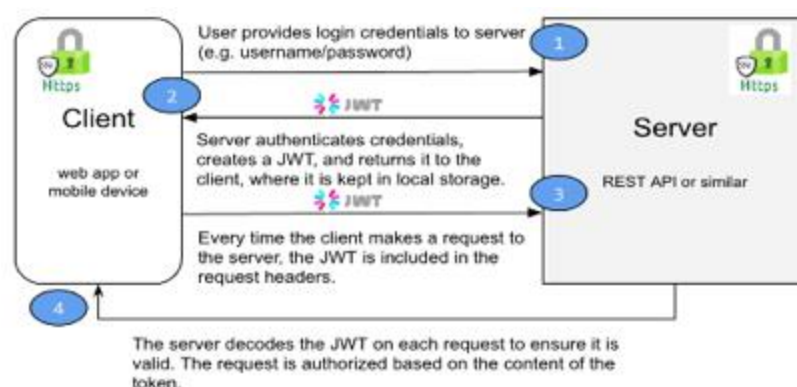 User provides login credentials to server
(e.g. username/password)
1
Https
Https
2
JWT
Client
Server
Server authenticates credentials,
creates a JWT, and returns it to the
client, where it is kept in local storage.
web app or
mobile device
REST API or similar
3
JWT
Every time the client makes a request to
the server, the JWT is included in the
request headers.
4
The server decodes the JWT on each request to ensure it is
valid. The request is authorized based on the content of the
token.